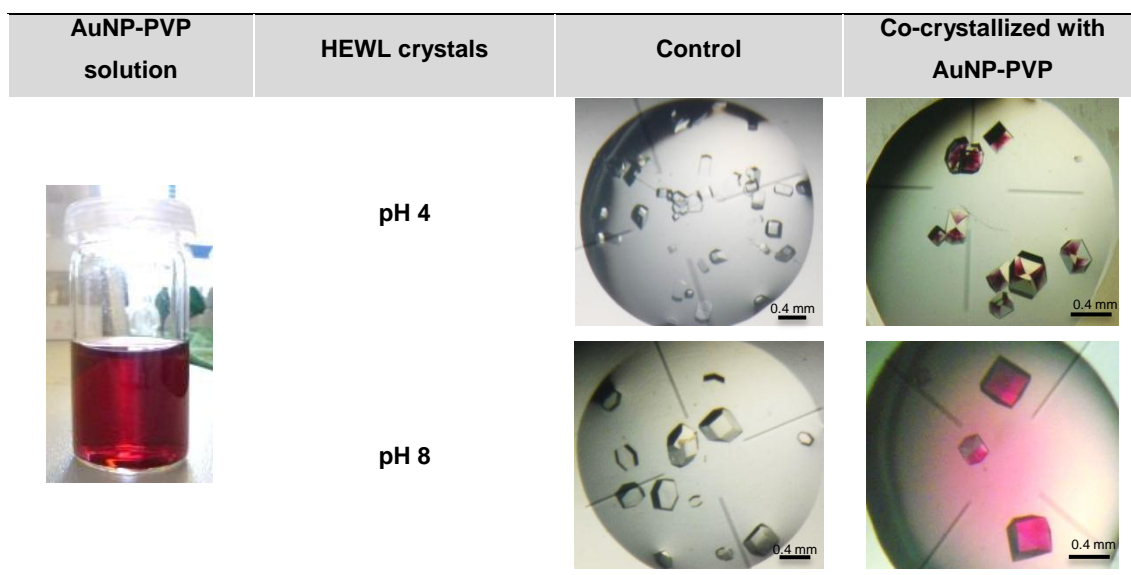 AuNP-PVP
solution
HEWL crystals
Control
Co-crystallized with
AuNP-PVP
pH 4
0.4 mm
0.4 mm
pH 8
0.4 mm
0.4 mm